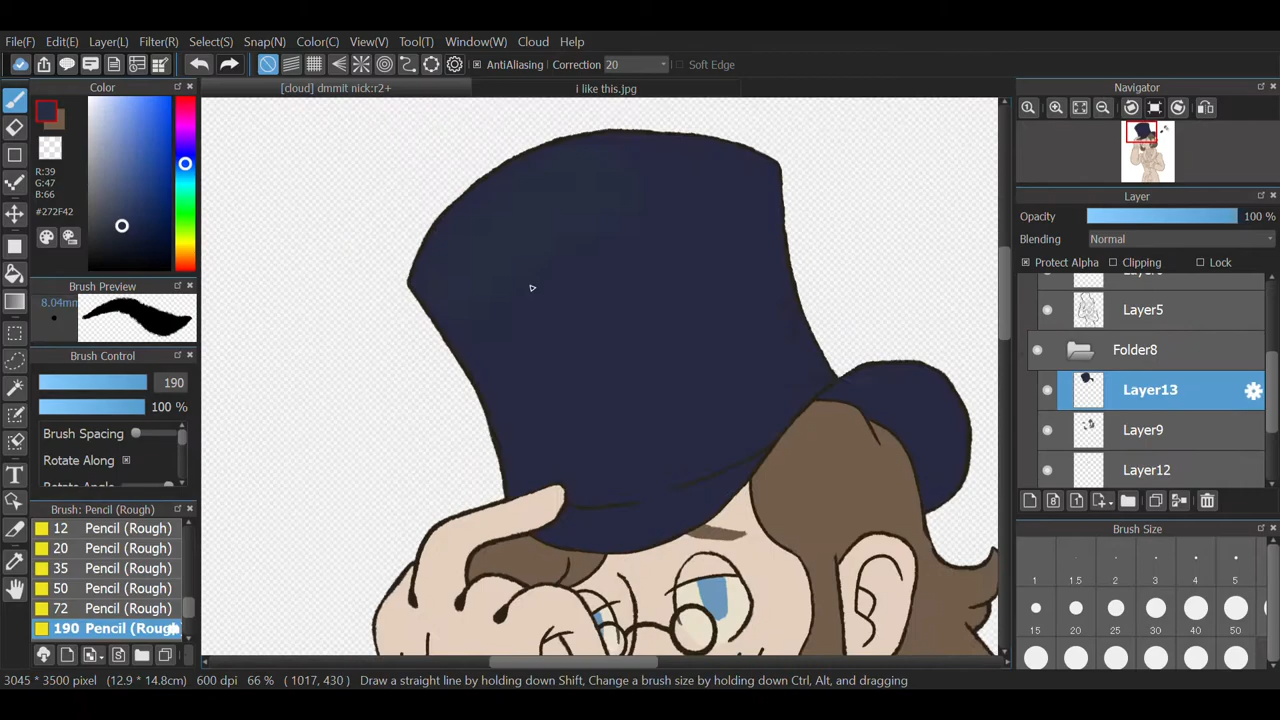 File(F) Edit(E) Layer(L) Filter(R) Select(S) Snap(N) Color(C) View(V) Tool(T) Window(W) Cloud Help
AntiAliasing Correction 20 Soft Edge
Color
[cloud] dmmit nick:r2+
i like this.jpg
Navigator
R:39
G:47
B:66
#272F42
Brush Preview
8.04mm
Brush Control
190
100 %
Brush Spacing
Rotate Along
Brush: Pencil (Rough)
12 Pencil (Rough)
20 Pencil (Rough)
35 Pencil (Rough)
50 Pencil (Rough)
72 Pencil (Rough)
190 Pencil (Roug
Layer
Opacity 100 %
Blending Normal
Protect Alpha Clipping Lock
Layer5
Folder8
Layer13
Layer9
Layer12
Brush Size
1 1.5 2 3 4 5
15 20 25 30 40 50
3045 * 3500 pixel (12.9 * 14.8cm) 600 dpi 66 % ( 1017, 430 ) Draw a straight line by holding down Shift, Change a brush size by holding down Ctrl, Alt, and dragging